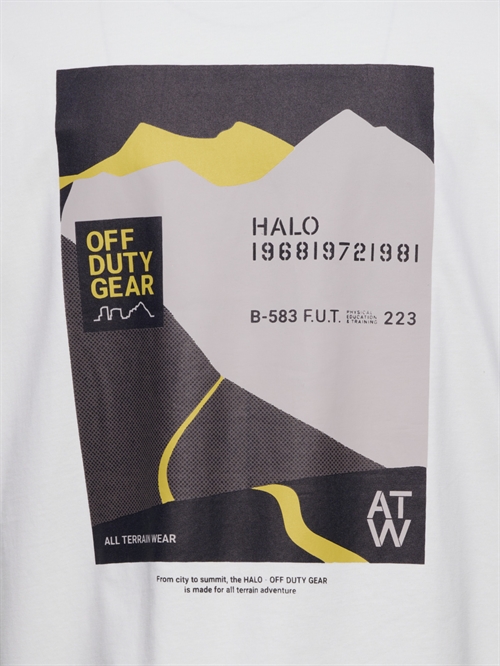 OFF
DUTY
GEAR
HALO
196819721981
B-583 F.U.T. PHYSICAL EDUCATION & TRAINING 223
ATW
ALL TERRAIN WEAR
From city to summit, the HALO - OFF DUTY GEAR
is made for all terrain adventure